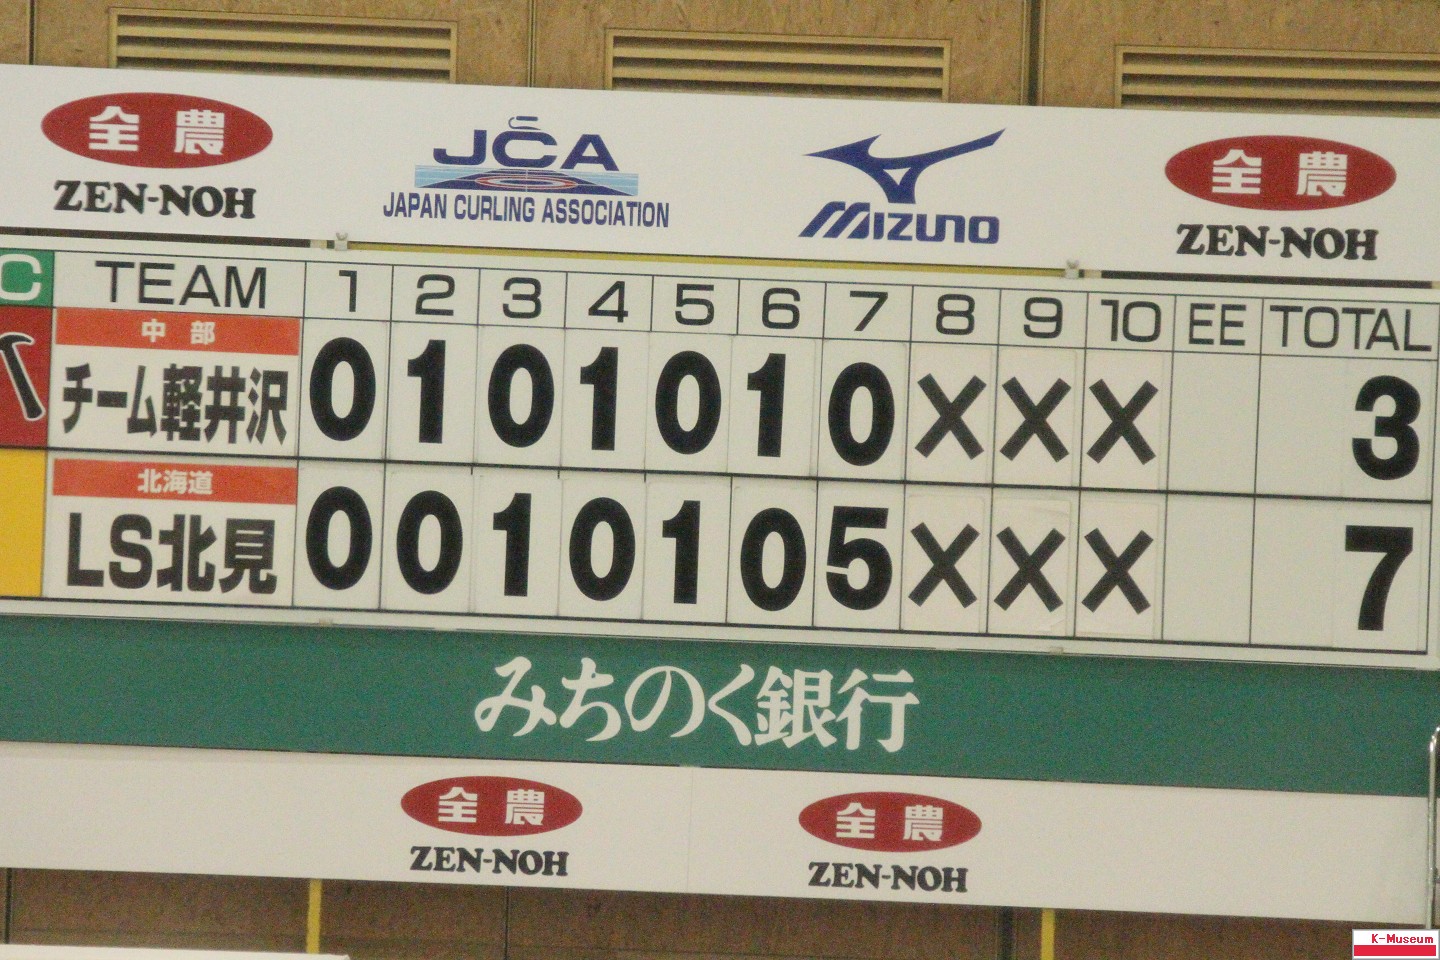 全農 JCA MIZUNO 全農
ZEN-NOH JAPAN CURLING ASSOCIATION ZEN-NOH
C TEAM 1 2 3 4 5 6 7 8 9 10 EE TOTAL
中部
チーム軽井沢 0 1 0 1 0 1 0 X X X 3
北海道
LS北見 0 0 1 0 1 0 5 X X X 7
みちのく銀行
全農 全農
ZEN-NOH ZEN-NOH
K-Museum